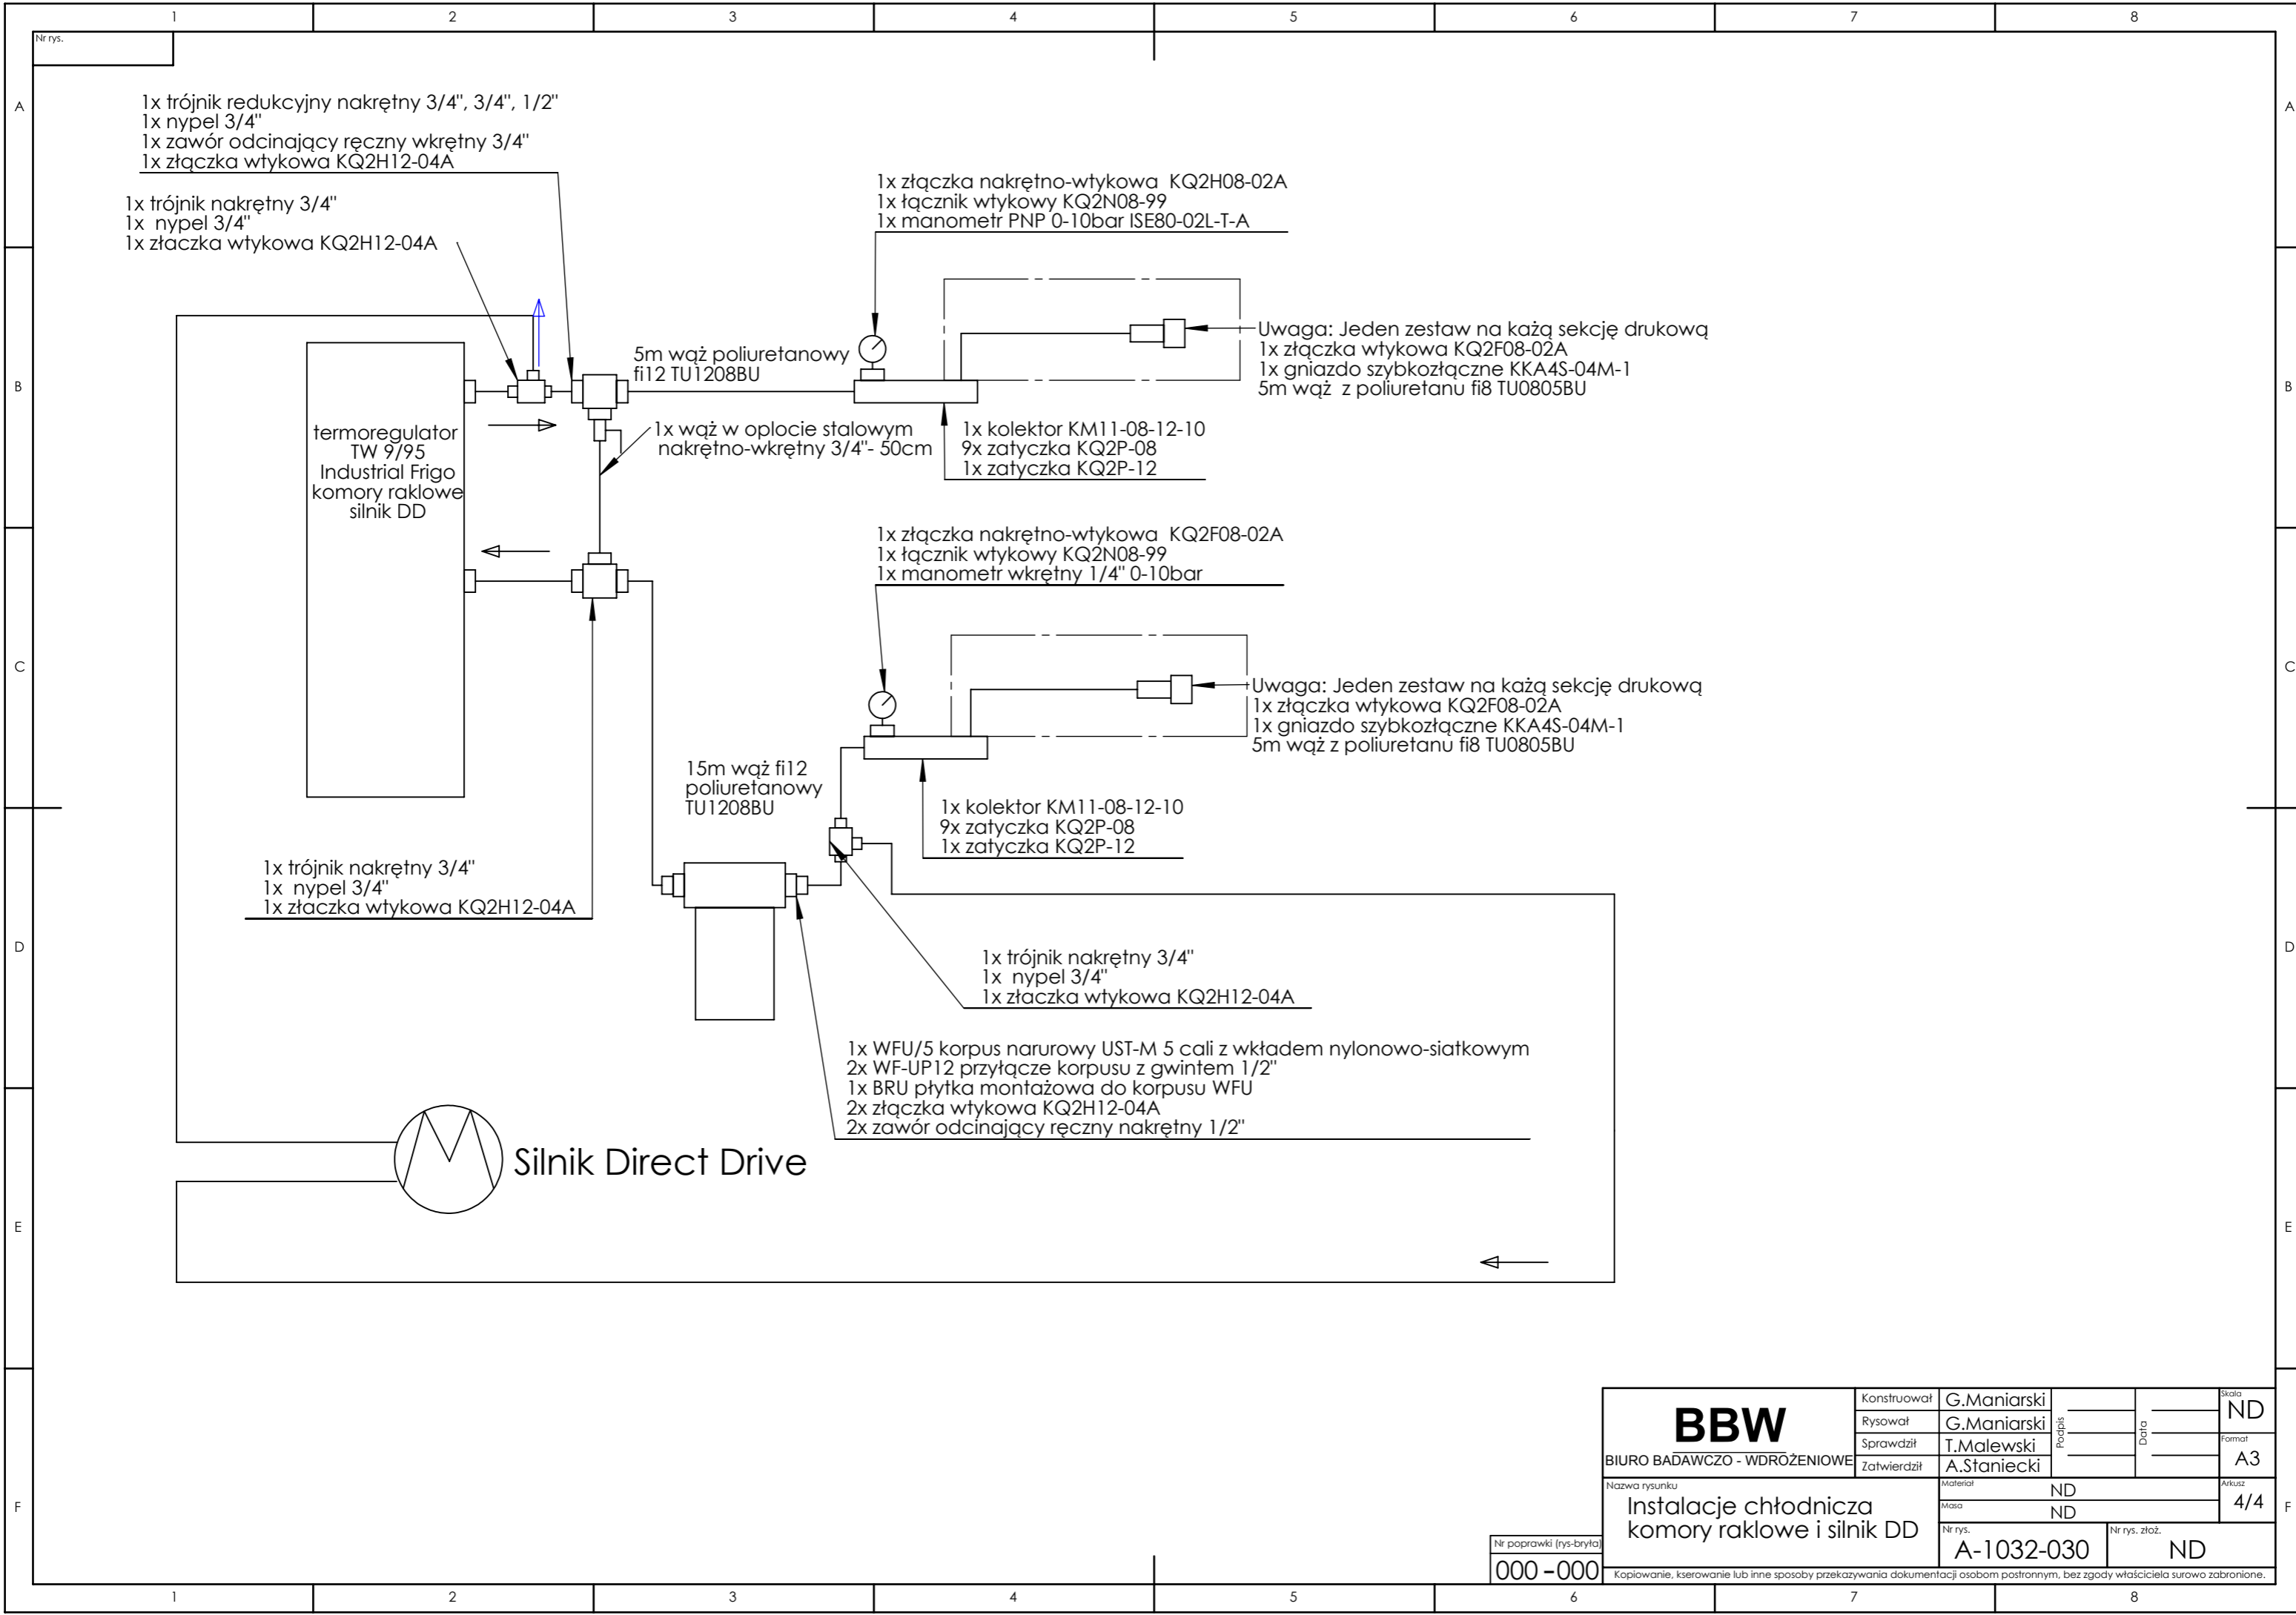 1 2 3 4 5 6 7 8
Nr rys.
A A
B B
C C
D D
E E
F F
1x trójnik redukcyjny nakrętny 3/4", 3/4", 1/2"
1x nypel 3/4"
1x zawór odcinający ręczny wkrętny 3/4"
1x złączka wtykowa KQ2H12-04A
1x trójnik nakrętny 3/4"
1x nypel 3/4"
1x złaczka wtykowa KQ2H12-04A
1x złączka nakrętno-wtykowa KQ2H08-02A
1x łącznik wtykowy KQ2N08-99
1x manometr PNP 0-10bar ISE80-02L-T-A
5m wąż poliuretanowy
fi12 TU1208BU
Uwaga: Jeden zestaw na każą sekcję drukową
1x złączka wtykowa KQ2F08-02A
1x gniazdo szybkozłączne KKA4S-04M-1
5m wąż z poliuretanu fi8 TU0805BU
termoregulator
TW 9/95
Industrial Frigo
komory raklowe
silnik DD
1x wąż w oplocie stalowym
nakrętno-wkrętny 3/4"- 50cm
1x kolektor KM11-08-12-10
9x zatyczka KQ2P-08
1x zatyczka KQ2P-12
1x złączka nakrętno-wtykowa KQ2F08-02A
1x łącznik wtykowy KQ2N08-99
1x manometr wkrętny 1/4" 0-10bar
Uwaga: Jeden zestaw na każą sekcję drukową
1x złączka wtykowa KQ2F08-02A
1x gniazdo szybkozłączne KKA4S-04M-1
5m wąż z poliuretanu fi8 TU0805BU
15m wąż fi12
poliuretanowy
TU1208BU
1x kolektor KM11-08-12-10
9x zatyczka KQ2P-08
1x zatyczka KQ2P-12
1x trójnik nakrętny 3/4"
1x nypel 3/4"
1x złaczka wtykowa KQ2H12-04A
1x trójnik nakrętny 3/4"
1x nypel 3/4"
1x złaczka wtykowa KQ2H12-04A
1x WFU/5 korpus narurowy UST-M 5 cali z wkładem nylonowo-siatkowym
2x WF-UP12 przyłącze korpusu z gwintem 1/2"
1x BRU płytka montażowa do korpusu WFU
2x złączka wtykowa KQ2H12-04A
2x zawór odcinający ręczny nakrętny 1/2"
Silnik Direct Drive
BBW
BIURO BADAWCZO - WDROŻENIOWE
Konstruował G.Maniarski
Rysował G.Maniarski
Sprawdził T.Malewski
Zatwierdził A.Staniecki
Podpis
Data
Skala
ND
Format
A3
Nazwa rysunku
Instalacje chłodnicza
komory raklowe i silnik DD
Materiał ND
Masa ND
Arkusz
4/4
Nr rys.
A-1032-030
Nr rys. złoż.
ND
Nr poprawki (rys-bryła)
000 -000
Kopiowanie, kserowanie lub inne sposoby przekazywania dokumentacji osobom postronnym, bez zgody właściciela surowo zabronione.
1 2 3 4 5 6 7 8